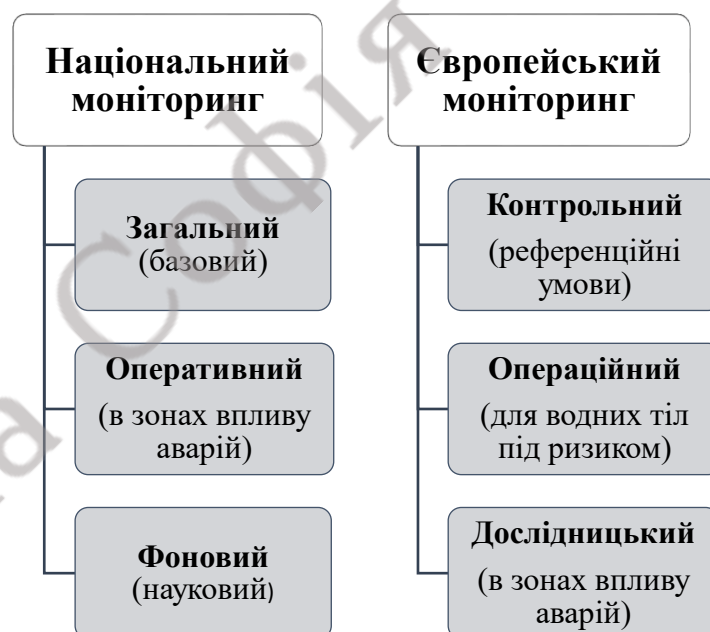 Національний
моніторинг
Загальний
(базовий)
Оперативний
(в зонах впливу
аварій)
Фоновий
(науковий)
Європейський
моніторинг
Контрольний
(референційні
умови)
Операційний
(для водних тіл
під ризиком)
Дослідницький
(в зонах впливу
аварій)
а Софія